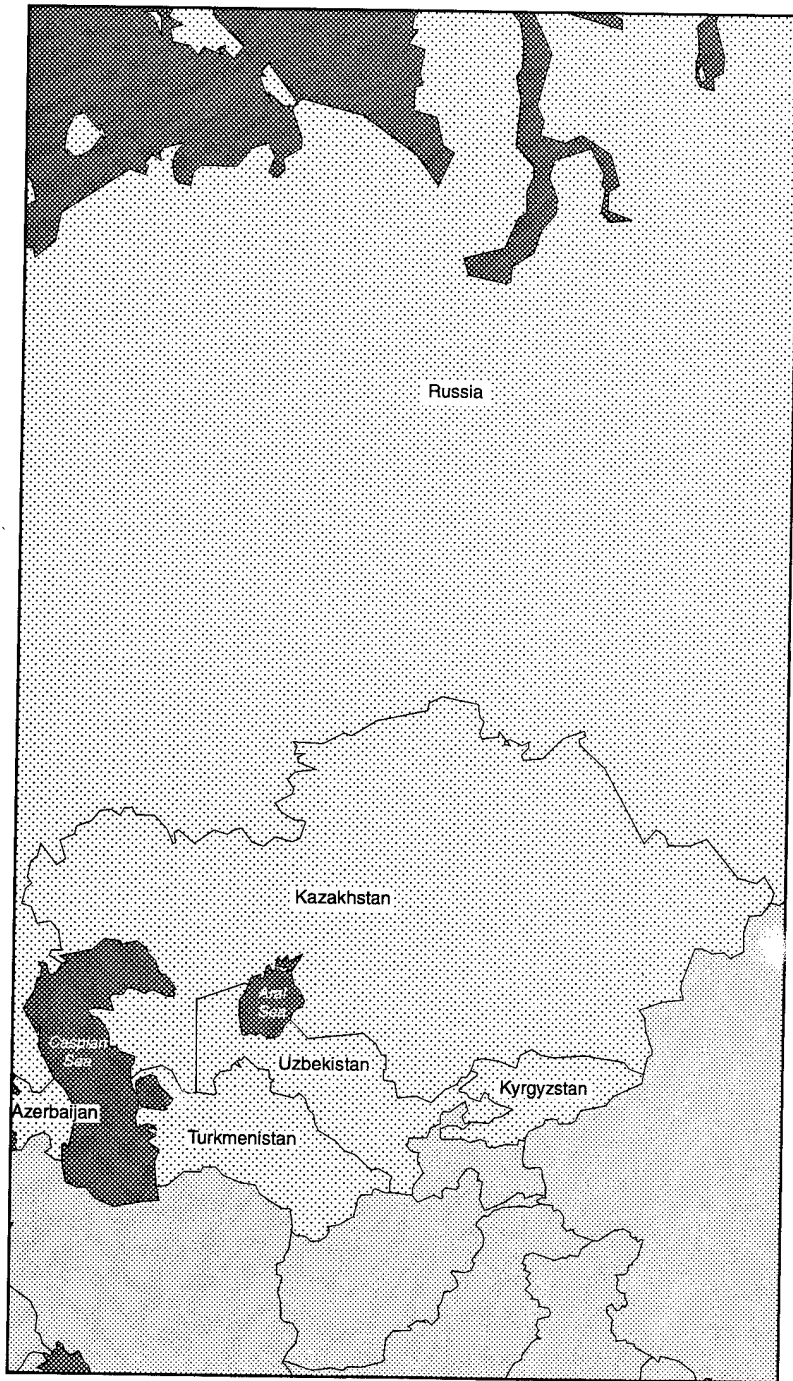 Russia
Kazakhstan
Aral
Sea
Caspian
Sea
Uzbekistan
Kyrgyzstan
Azerbaijan
Turkmenistan